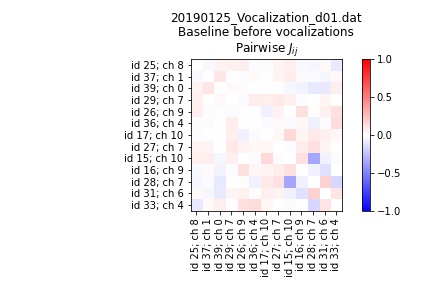 20190125_Vocalization_d01.dat
Baseline before vocalizations
Pairwise J_ij
id 25; ch 8
id 37; ch 1
id 39; ch 0
id 29; ch 7
id 26; ch 9
id 36; ch 4
id 17; ch 10
id 27; ch 7
id 15; ch 10
id 16; ch 9
id 28; ch 7
id 31; ch 6
id 33; ch 4
1.0
0.5
0.0
−0.5
−1.0
id 25; ch 8
id 37; ch 1
id 39; ch 0
id 29; ch 7
id 26; ch 9
id 36; ch 4
id 17; ch 10
id 27; ch 7
id 15; ch 10
id 16; ch 9
id 28; ch 7
id 31; ch 6
id 33; ch 4